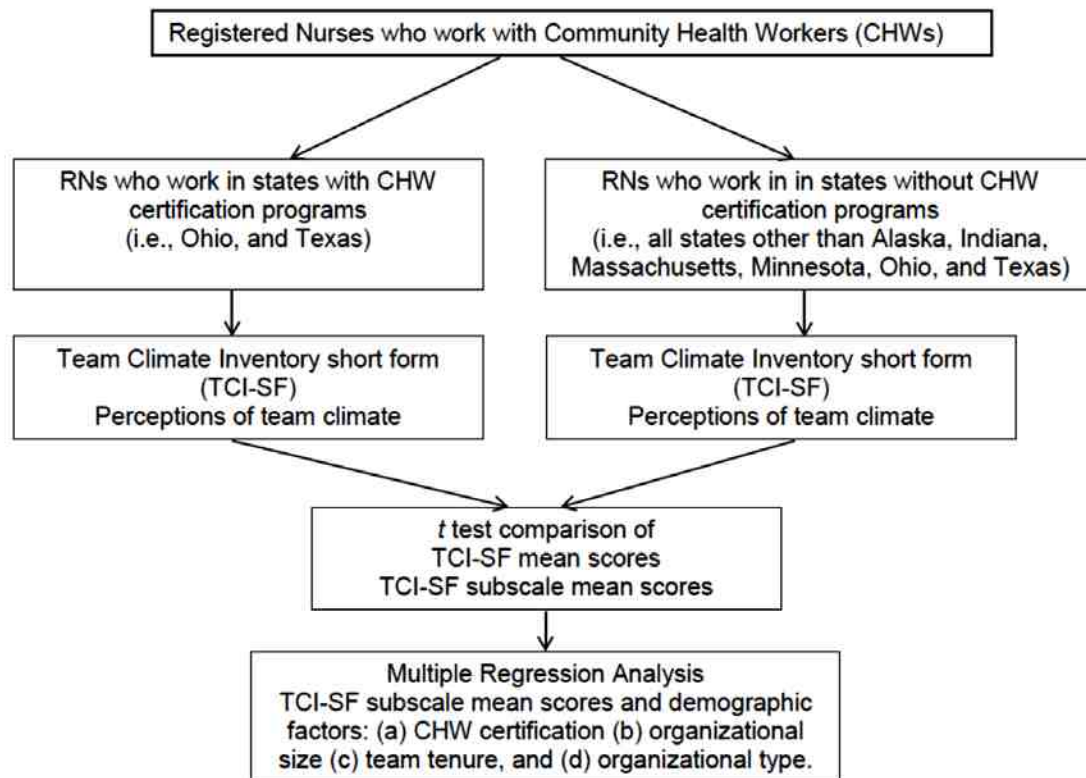 Registered Nurses who work with Community Health Workers (CHWs)
RNs who work in states with CHW
certification programs
(i.e., Ohio, and Texas)
RNs who work in in states without CHW
certification programs
(i.e., all states other than Alaska, Indiana,
Massachusetts, Minnesota, Ohio, and Texas)
Team Climate Inventory short form
(TCI-SF)
Perceptions of team climate
Team Climate Inventory short form
(TCI-SF)
Perceptions of team climate
t test comparison of
TCI-SF mean scores
TCI-SF subscale mean scores
Multiple Regression Analysis
TCI-SF subscale mean scores and demographic
factors: (a) CHW certification (b) organizational
size (c) team tenure, and (d) organizational type.